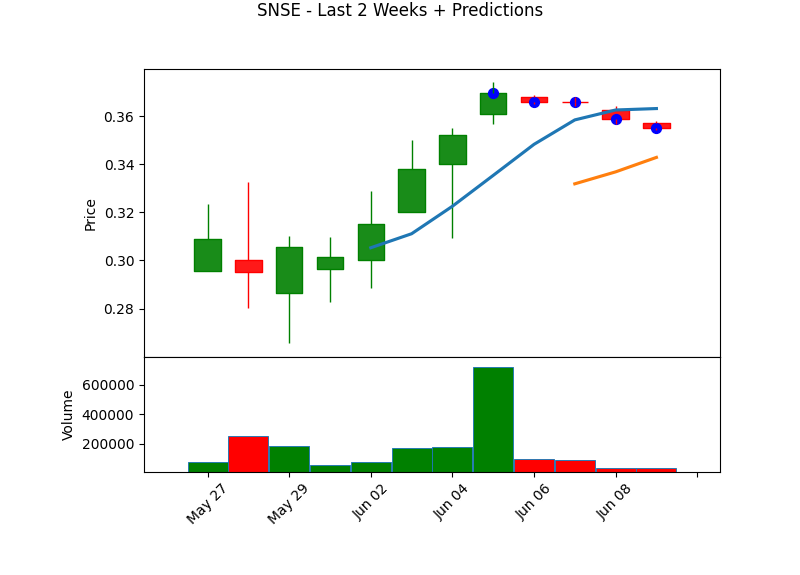 SNSE - Last 2 Weeks + Predictions
Price
0.36
0.34
0.32
0.30
0.28
Volume
600000
400000
200000
May 27
May 29
Jun 02
Jun 04
Jun 06
Jun 08